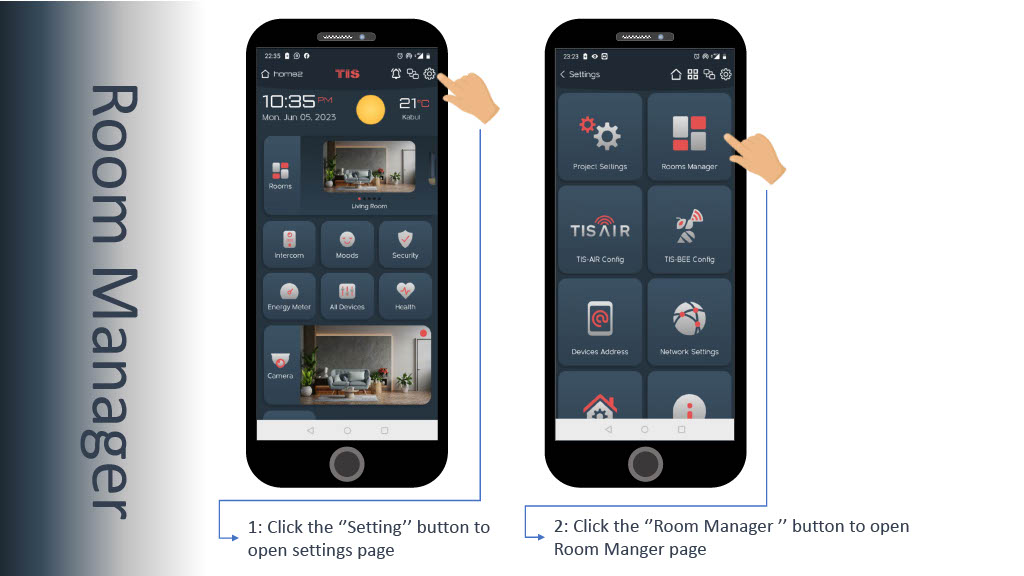 Room Manager
22:35
home2
TIS
10:35 PM
Mon, Jun 05, 2023
21°C
Kabul
Rooms
Living Room
Intercom
Moods
Security
Energy Meter
All Devices
Health
Camera
1: Click the ‘’Setting’’ button to
open settings page
23:23
Settings
Project Settings
Rooms Manager
TISAIR
TIS-AIR Config
TIS-BEE Config
Devices Address
Network Settings
2: Click the ‘’Room Manager ’’ button to open
Room Manger page